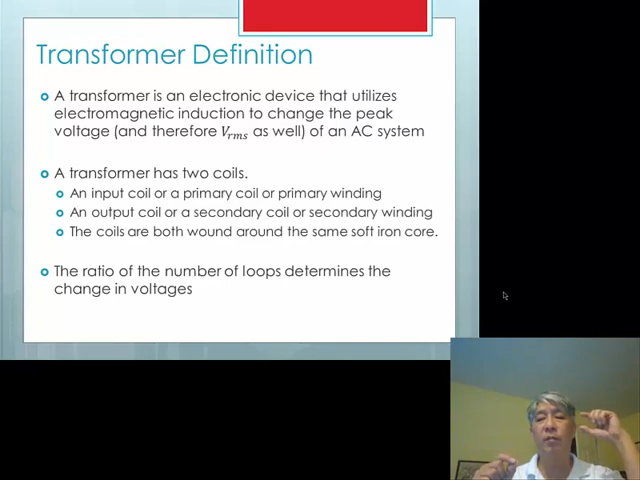 Transformer Definition
A transformer is an electronic device that utilizes
electromagnetic induction to change the peak
voltage (and therefore V_rms as well) of an AC system
A transformer has two coils.
An input coil or a primary coil or primary winding
An output coil or a secondary coil or secondary winding
The coils are both wound around the same soft iron core.
The ratio of the number of loops determines the
change in voltages